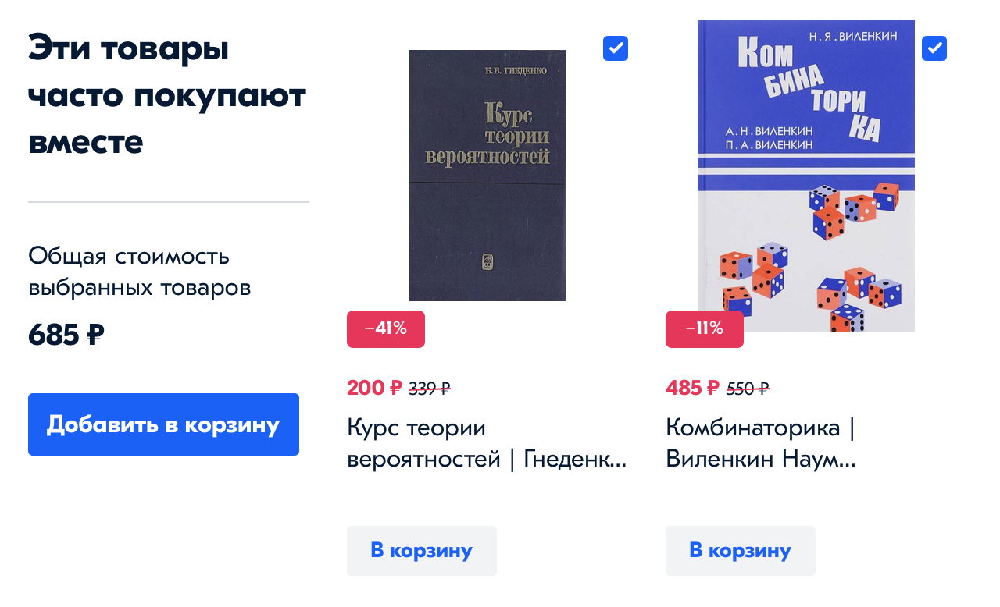 Эти товары
часто покупают
вместе
Общая стоимость
выбранных товаров
685 ₽
Добавить в корзину
Б.В. ГНЕДЕНКО
Курс
теории
вероятностей
–41%
200 ₽ 339 ₽
Курс теории
вероятностей | Гнеденк...
В корзину
Н.Я.ВИЛЕНКИН
Ком
БИНА
ТОРИ
КА
А.Н.ВИЛЕНКИН
П.А.ВИЛЕНКИН
–11%
485 ₽ 550 ₽
Комбинаторика |
Виленкин Наум...
В корзину